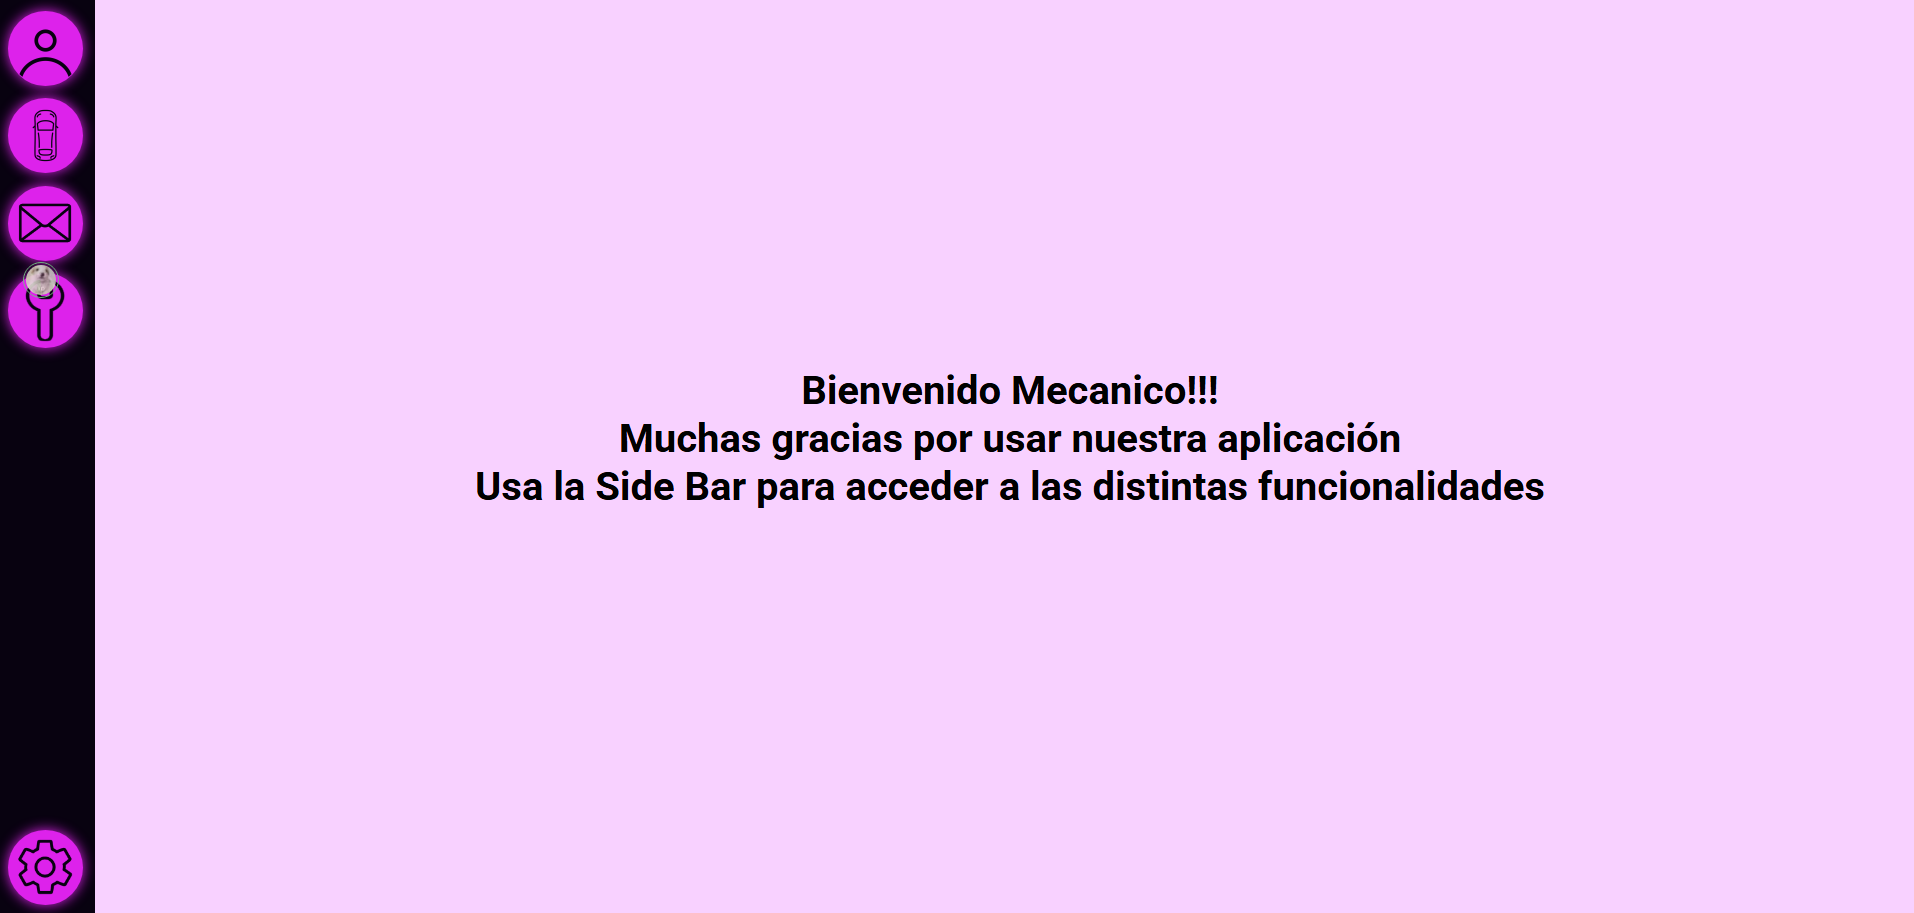 Bienvenido Mecanico!!!
Muchas gracias por usar nuestra aplicación
Usa la Side Bar para acceder a las distintas funcionalidades